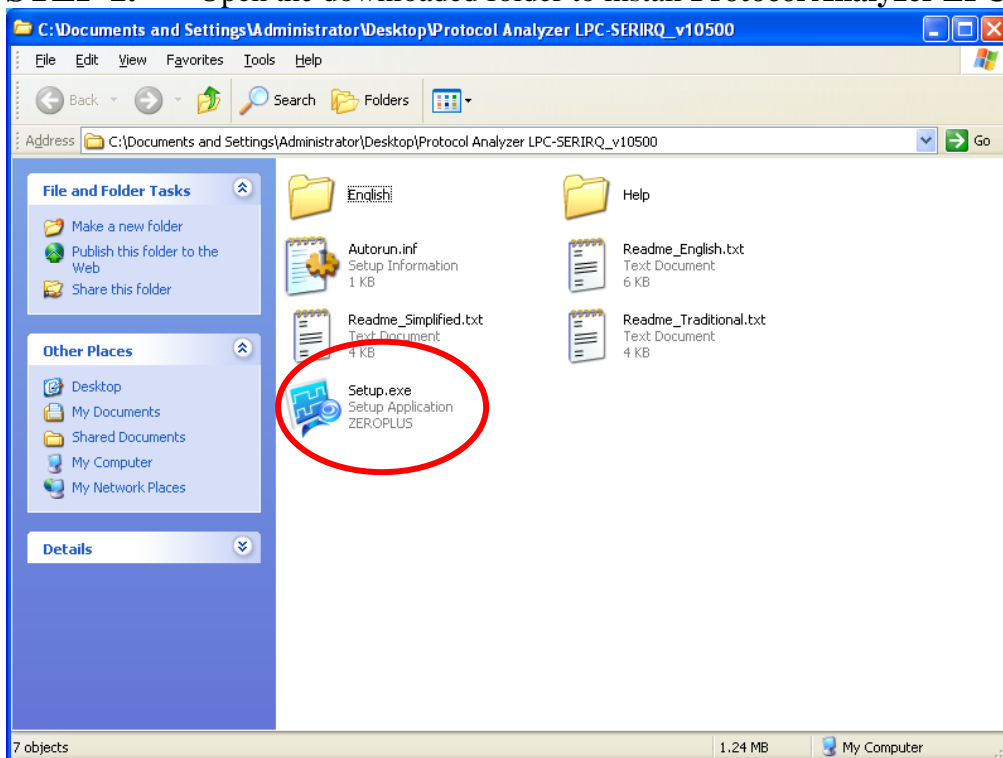 Open the downloaded folder to install Protocol Analyzer LPC
C:\Documents and Settings\Administrator\Desktop\Protocol Analyzer LPC-SERIRQ_v10500
File Edit View Favorites Tools Help
Back Search Folders
Address C:\Documents and Settings\Administrator\Desktop\Protocol Analyzer LPC-SERIRQ_v10500 Go
File and Folder Tasks
Make a new folder
Publish this folder to the
Web
Share this folder
Other Places
Desktop
My Documents
Shared Documents
My Computer
My Network Places
Details
English
Help
Autorun.inf
Setup Information
1 KB
Readme_English.txt
Text Document
6 KB
Readme_Simplified.txt
Text Document
4 KB
Readme_Traditional.txt
Text Document
4 KB
Setup.exe
Setup Application
ZEROPLUS
7 objects 1.24 MB My Computer